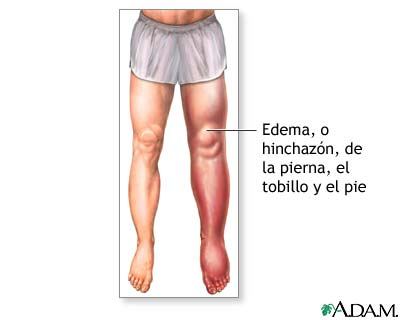 Edema, o
hinchazón, de
la pierna, el
tobillo y el pie
A.D.A.M.